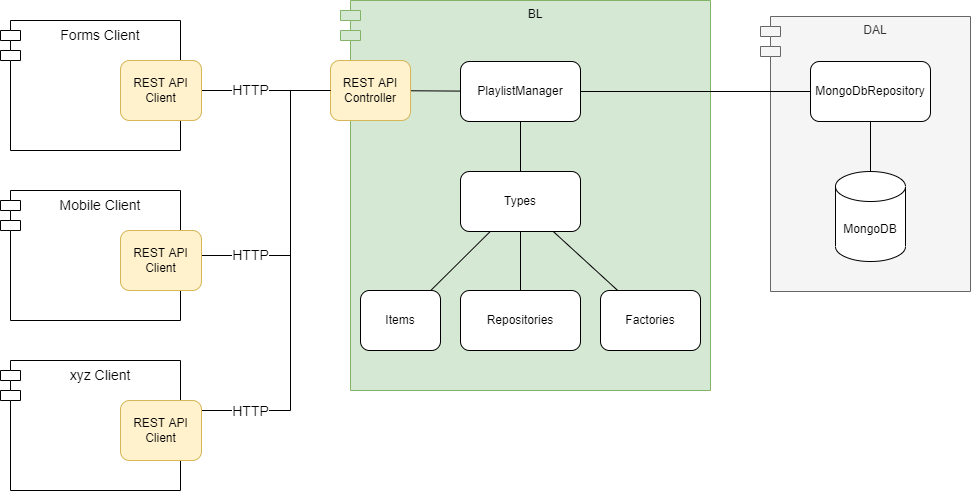 Forms Client
REST API
Client
HTTP
Mobile Client
REST API
Client
HTTP
xyz Client
REST API
Client
HTTP
BL
REST API
Controller
PlaylistManager
Types
Items
Repositories
Factories
DAL
MongoDbRepository
MongoDB